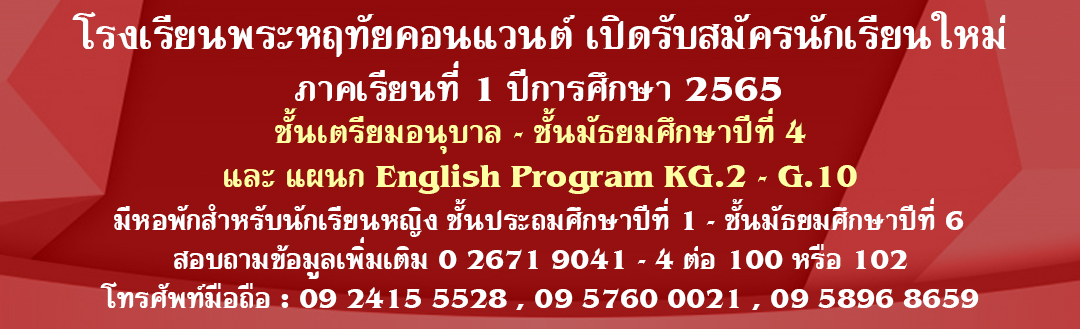 โรงเรียนพระหฤทัยคอนแวนต์ เปิดรับสมัครนักเรียนใหม่
ภาคเรียนที่ 1 ปีการศึกษา 2565
ชั้นเตรียมอนุบาล - ชั้นมัธยมศึกษาปีที่ 4
และ แผนก English Program KG.2 - G.10
มีหอพักสำหรับนักเรียนหญิง ชั้นประถมศึกษาปีที่ 1 - ชั้นมัธยมศึกษาปีที่ 6
สอบถามข้อมูลเพิ่มเติม 0 2671 9041 - 4 ต่อ 100 หรือ 102
โทรศัพท์มือถือ : 09 2415 5528 , 09 5760 0021 , 09 5896 8659